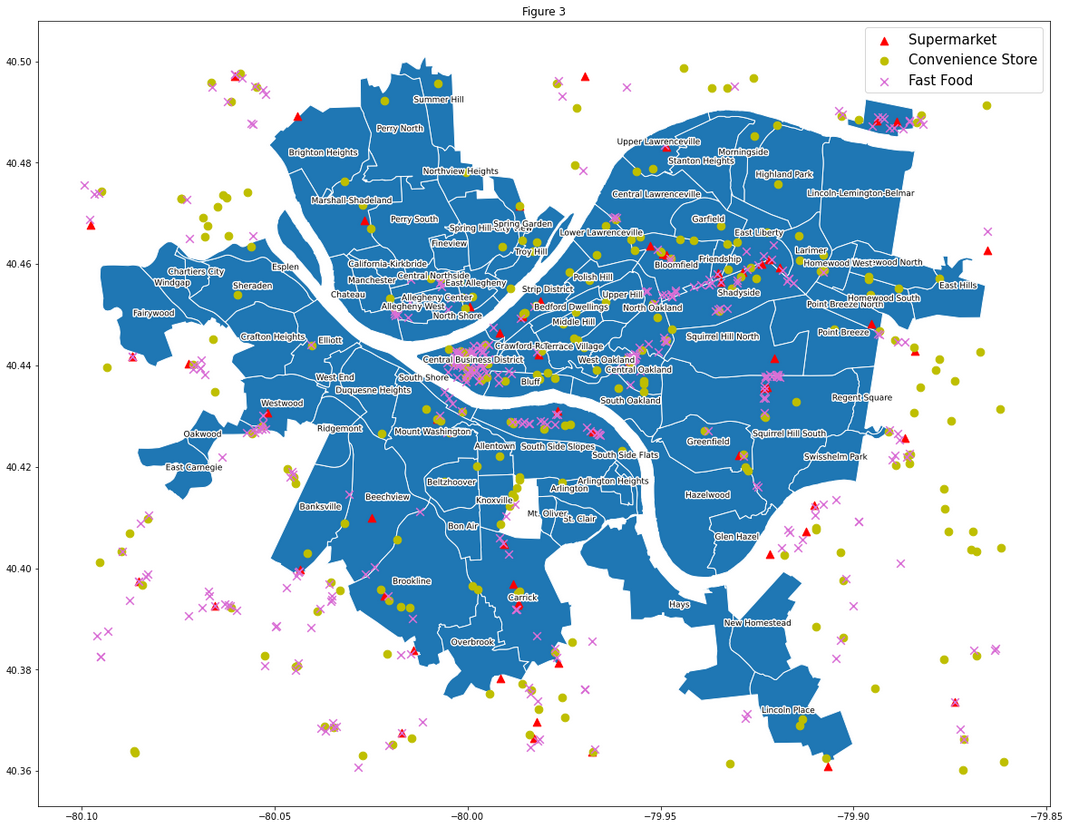 Figure 3
Supermarket
Convenience Store
Fast Food
40.50
40.48
40.46
40.44
40.42
40.40
40.38
40.36
Summer Hill
Perry North
Brighton Heights
Northview Heights
Marshall-Shadeland
Perry South
Spring Garden
Fineview
Troy Hill
California-Kirkbride
Central Northside
Manchester
East Allegheny
Chateau
Allegheny Center
Allegheny West
North Shore
Upper Lawrenceville
Morningside
Stanton Heights
Highland Park
Central Lawrenceville
Lincoln-Lemington-Belmar
Garfield
Lower Lawrenceville
East Liberty
Larimer
Friendship
Bloomfield
Homewood West
wood North
Polish Hill
Strip District
Upper Hill
Shadyside
East Hills
Homewood South
Bedford Dwellings
North Oakland
Point Breeze North
Middle Hill
Squirrel Hill North
Point Breeze
Terrace Village
Central Business District
West Oakland
Central Oakland
Bluff
South Shore
South Oakland
Regent Square
Chartiers City
Windgap
Esplen
Sheraden
Fairywood
Crafton Heights
Elliott
West End
Duquesne Heights
Westwood
Ridgemont
Mount Washington
Oakwood
East Carnegie
Allentown
South Side Slopes
South Side Flats
Greenfield
Squirrel Hill South
Swisshelm Park
Beltzhoover
Arlington Heights
Arlington
Banksville
Beechview
Knoxville
Hazelwood
Mt. Oliver
St. Clair
Bon Air
Glen Hazel
Brookline
Carrick
Hays
New Homestead
Overbrook
Lincoln Place
−80.10
−80.05
−80.00
−79.95
−79.90
−79.85